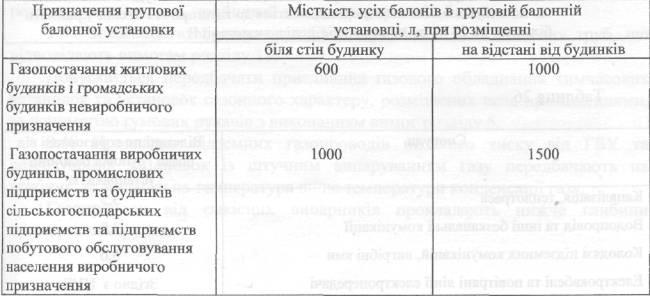 Призначення групової балонної установки
Місткість усіх балонів в груповій балонній установці, л, при розміщенні
біля стін будинку
на відстані від будинків
Газопостачання житлових
будинків і громадських
будинків невиробничого
призначення
600
1000
Газопостачання виробничих
будинків, промислових
підприємств та будинків
сільськогосподарських
підприємств та підприємств
побутового обслуговування
населення виробничого
призначення
1000
1500